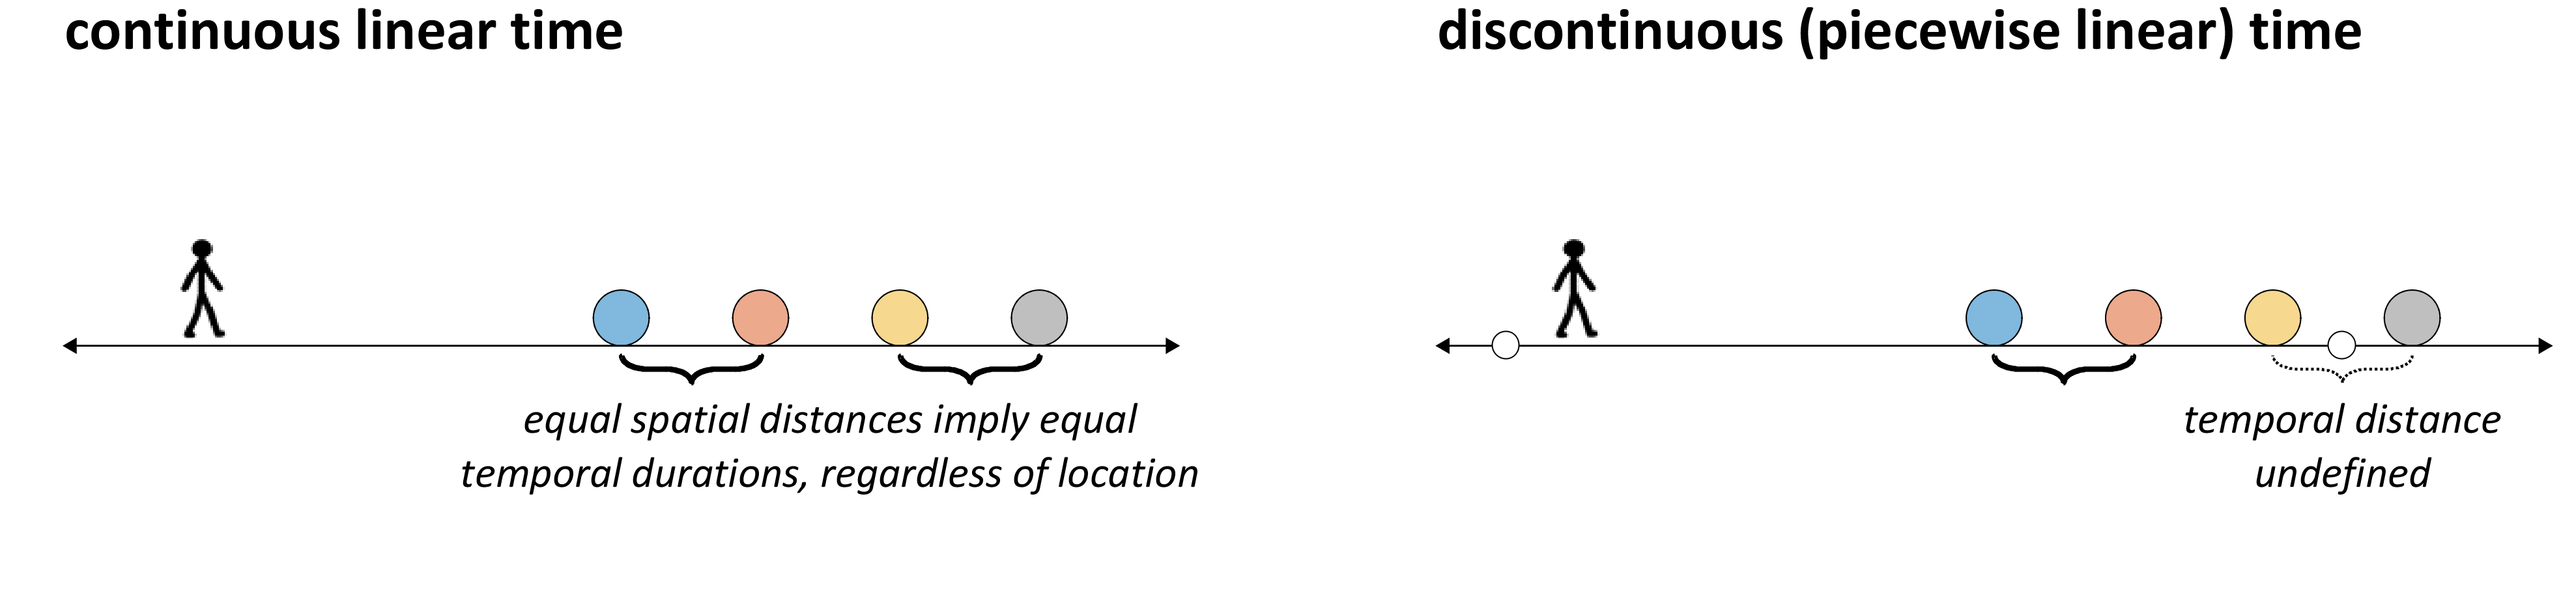 continuous linear time
discontinuous (piecewise linear) time
equal spatial distances imply equal
temporal durations, regardless of location
temporal distance
undefined